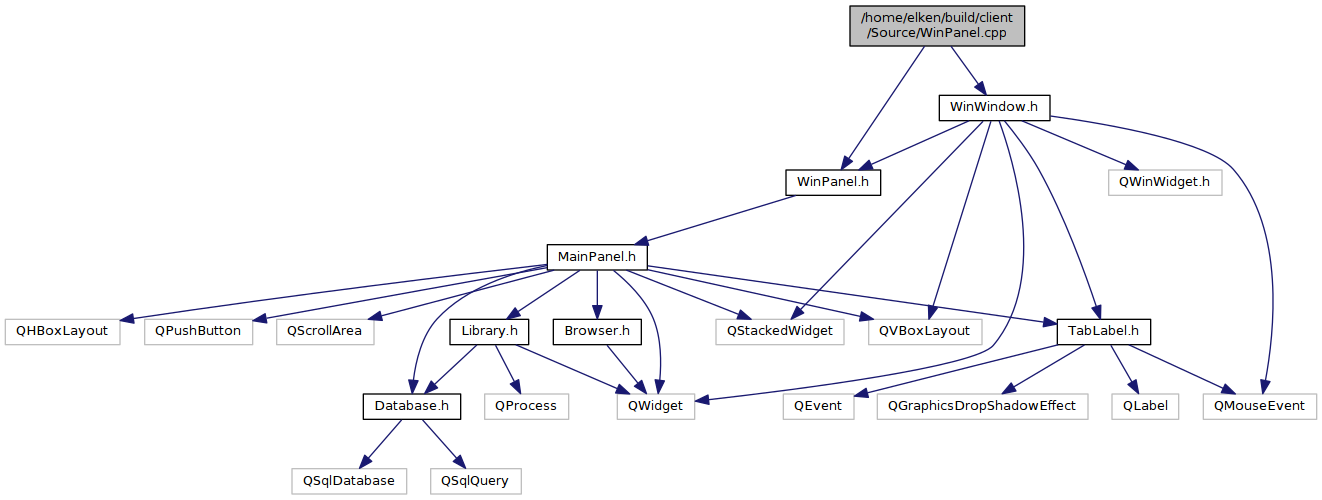 /home/elken/build/client
/Source/WinPanel.cpp
WinWindow.h
WinPanel.h
QWinWidget.h
MainPanel.h
QHBoxLayout
QPushButton
QScrollArea
Library.h
Browser.h
QStackedWidget
QVBoxLayout
TabLabel.h
Database.h
QProcess
QWidget
QEvent
QGraphicsDropShadowEffect
QLabel
QMouseEvent
QSqlDatabase
QSqlQuery